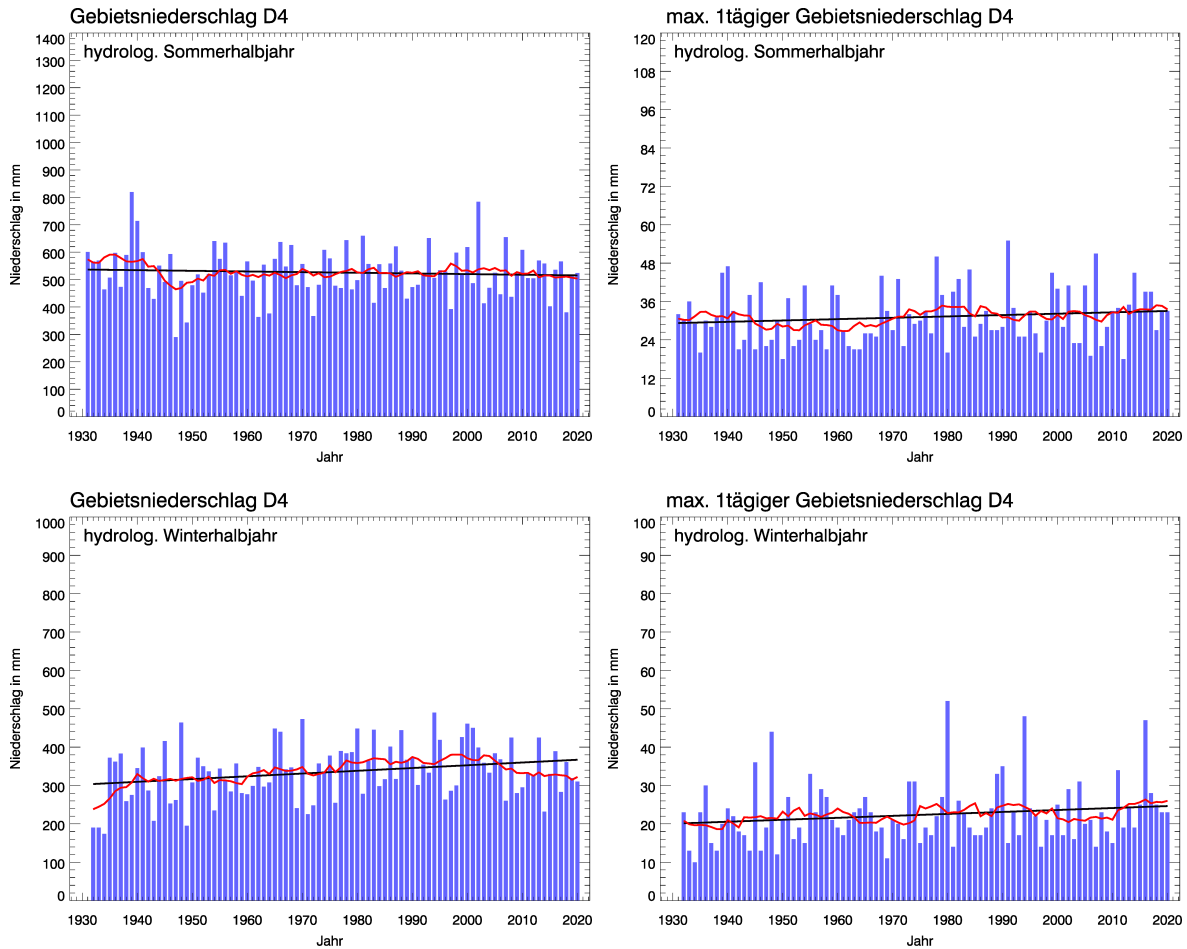 Gebietsniederschlag D4
hydrolog. Sommerhalbjahr
Niederschlag in mm
1400
1300
1200
1100
1000
900
800
700
600
500
400
300
200
100
0
1930 1940 1950 1960 1970 1980 1990 2000 2010 2020
Jahr
max. 1tägiger Gebietsniederschlag D4
hydrolog. Sommerhalbjahr
Niederschlag in mm
120
108
96
84
72
60
48
36
24
12
0
1930 1940 1950 1960 1970 1980 1990 2000 2010 2020
Jahr
Gebietsniederschlag D4
hydrolog. Winterhalbjahr
Niederschlag in mm
1000
900
800
700
600
500
400
300
200
100
0
1930 1940 1950 1960 1970 1980 1990 2000 2010 2020
Jahr
max. 1tägiger Gebietsniederschlag D4
hydrolog. Winterhalbjahr
Niederschlag in mm
100
90
80
70
60
50
40
30
20
10
0
1930 1940 1950 1960 1970 1980 1990 2000 2010 2020
Jahr